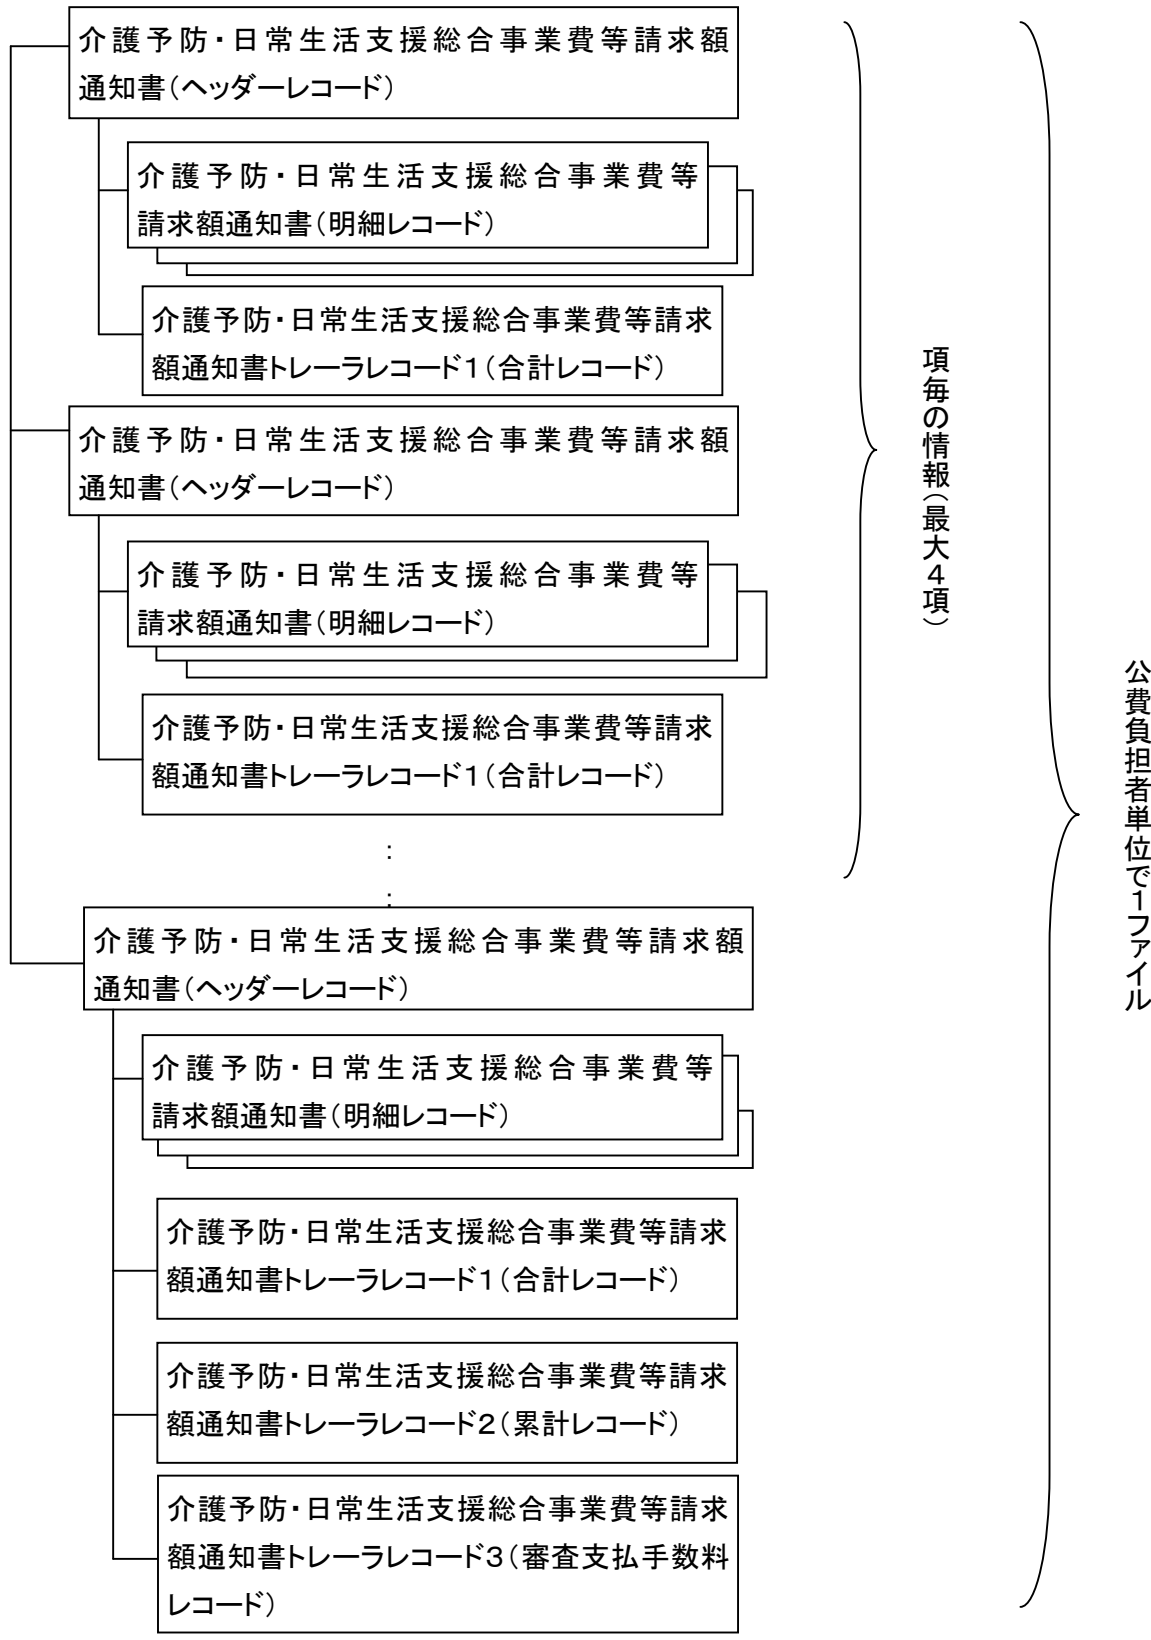 介護予防・日常生活支援総合事業費等請求額
通知書（ヘッダーレコード）
介護予防・日常生活支援総合事業費等
請求額通知書（明細レコード）
介護予防・日常生活支援総合事業費等請求
額通知書トレーラレコード１（合計レコード）
介護予防・日常生活支援総合事業費等請求額
通知書（ヘッダーレコード）
介護予防・日常生活支援総合事業費等
請求額通知書（明細レコード）
介護予防・日常生活支援総合事業費等請求
額通知書トレーラレコード１（合計レコード）
：
：
介護予防・日常生活支援総合事業費等請求額
通知書（ヘッダーレコード）
介護予防・日常生活支援総合事業費等
請求額通知書（明細レコード）
介護予防・日常生活支援総合事業費等請求
額通知書トレーラレコード１（合計レコード）
介護予防・日常生活支援総合事業費等請求
額通知書トレーラレコード２（累計レコード）
介護予防・日常生活支援総合事業費等請求
額通知書トレーラレコード３（審査支払手数料
レコード）
項毎の情報（最大４項）
公費負担者単位で１ファイル